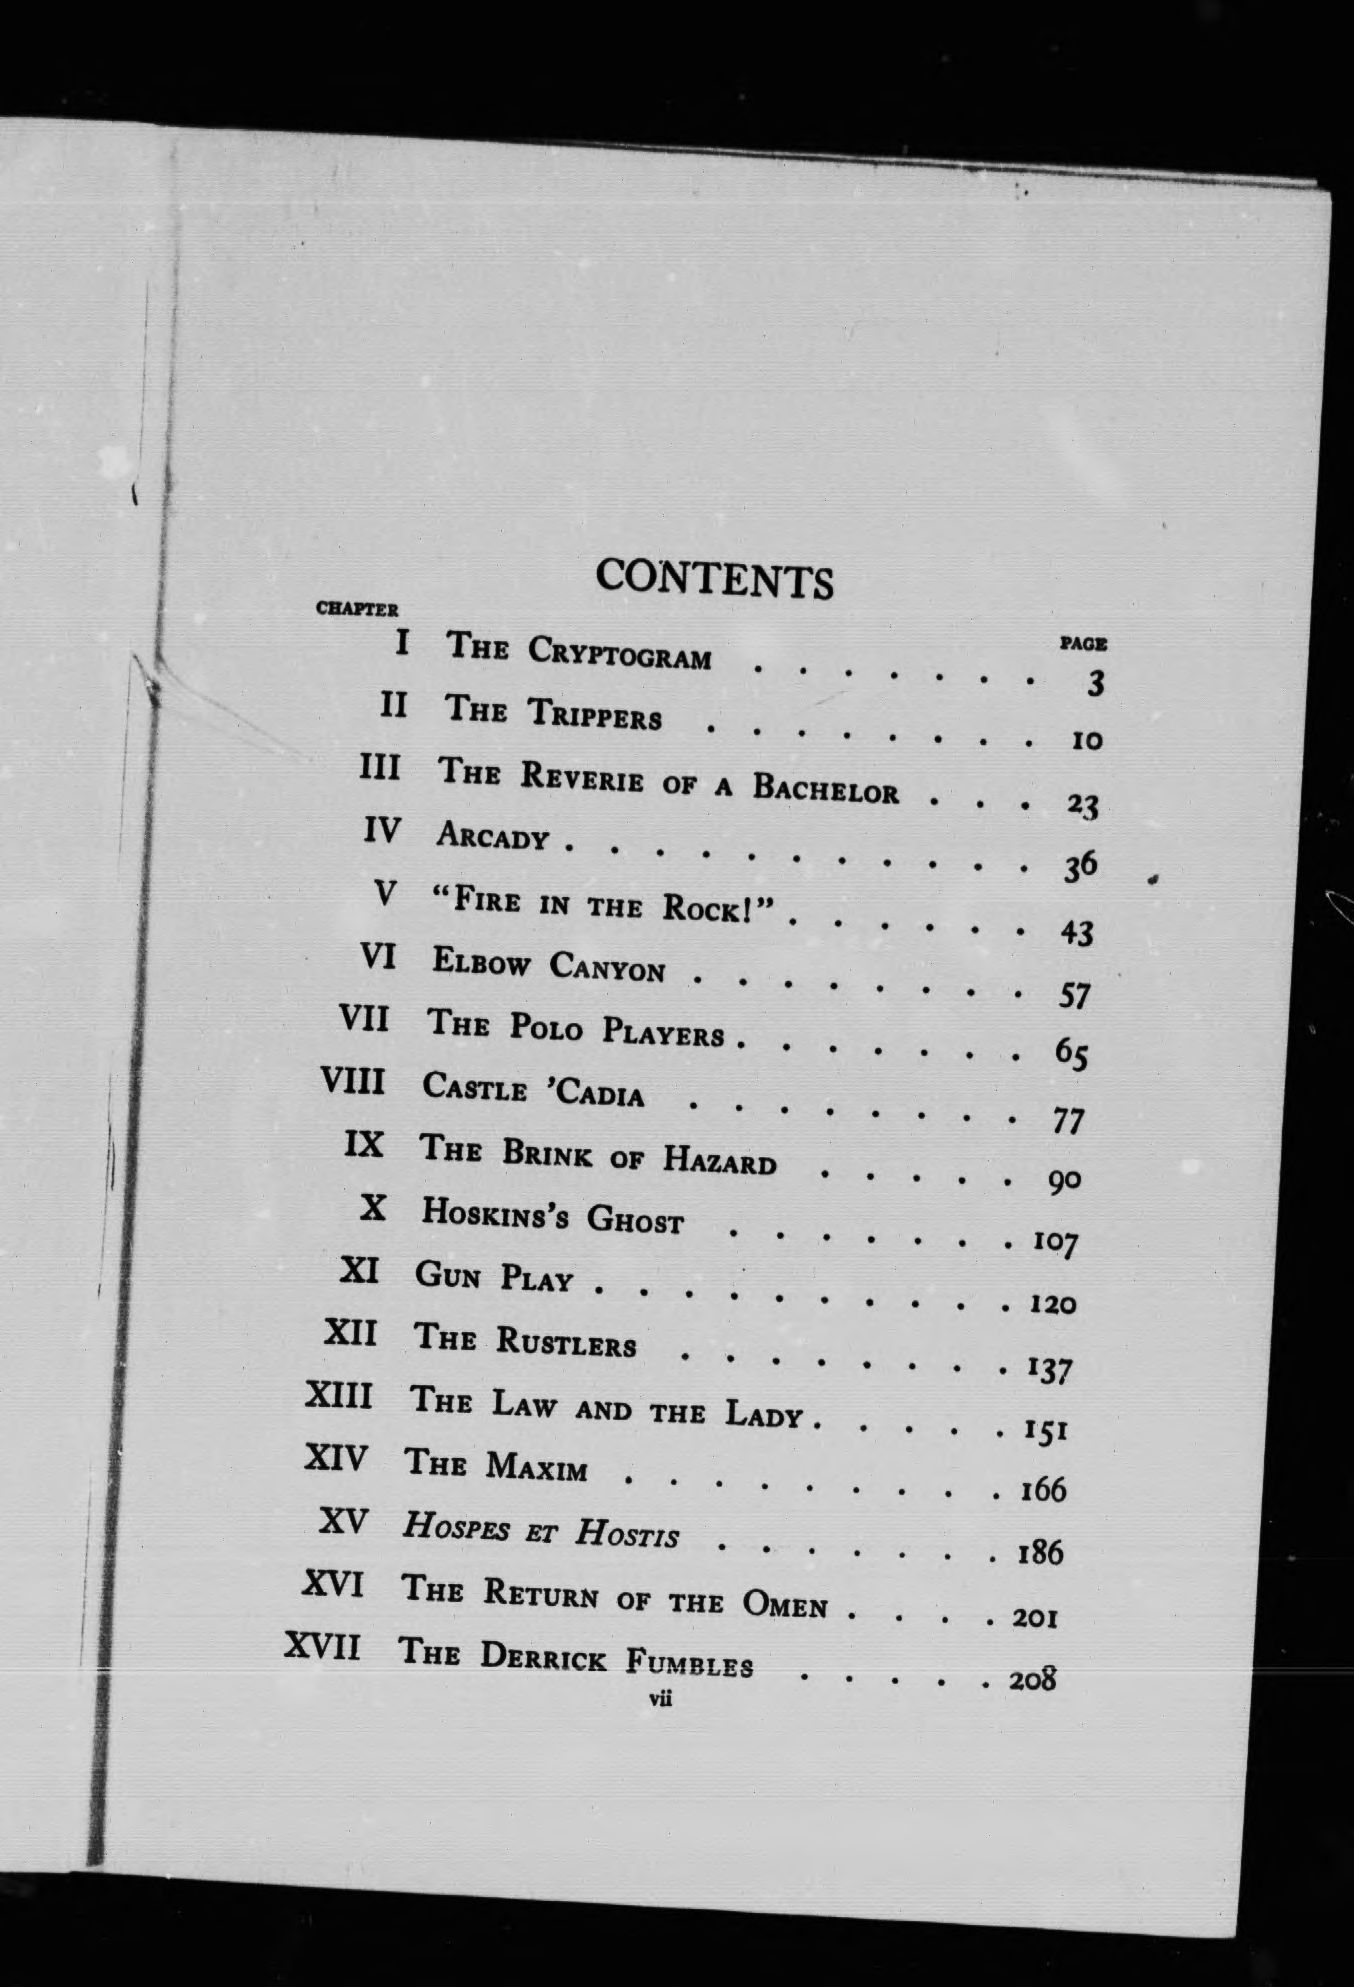 CONTENTS
CHAPTER PAGE
I THE CRYPTOGRAM . . . . . . . 3
II THE TRIPPERS . . . . . . . . 10
III THE REVERIE OF A BACHELOR . . . 23
IV ARCADY . . . . . . . . . . . 36
V "FIRE IN THE ROCK!" . . . . . . 43
VI ELBOW CANYON . . . . . . . . 57
VII THE POLO PLAYERS . . . . . . . 65
VIII CASTLE 'CADIA . . . . . . . . 77
IX THE BRINK OF HAZARD . . . . . 90
X HOSKINS'S GHOST . . . . . . . 107
XI GUN PLAY . . . . . . . . . . 120
XII THE RUSTLERS . . . . . . . . 137
XIII THE LAW AND THE LADY . . . . . 151
XIV THE MAXIM . . . . . . . . . 166
XV HOSPES ET HOSTIS . . . . . . . 186
XVI THE RETURN OF THE OMEN . . . . 201
XVII THE DERRICK FUMBLES . . . . . 208
vii